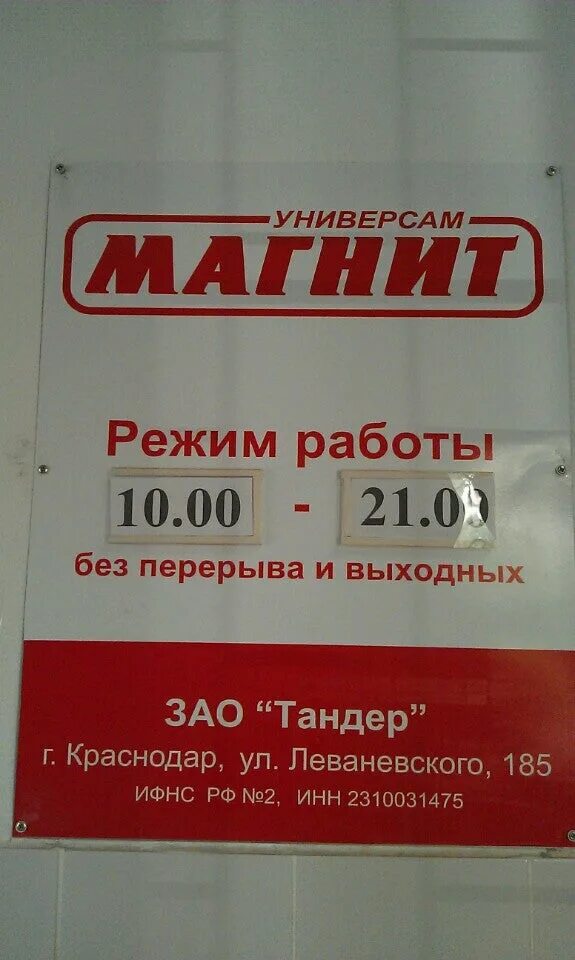 УНИВЕРСАМ
МАГНИТ
Режим работы
10.00 - 21.00
без перерыва и выходных
ЗАО "Тандер"
г. Краснодар, ул. Леваневского, 185
ИФНС РФ №2, ИНН 2310031475